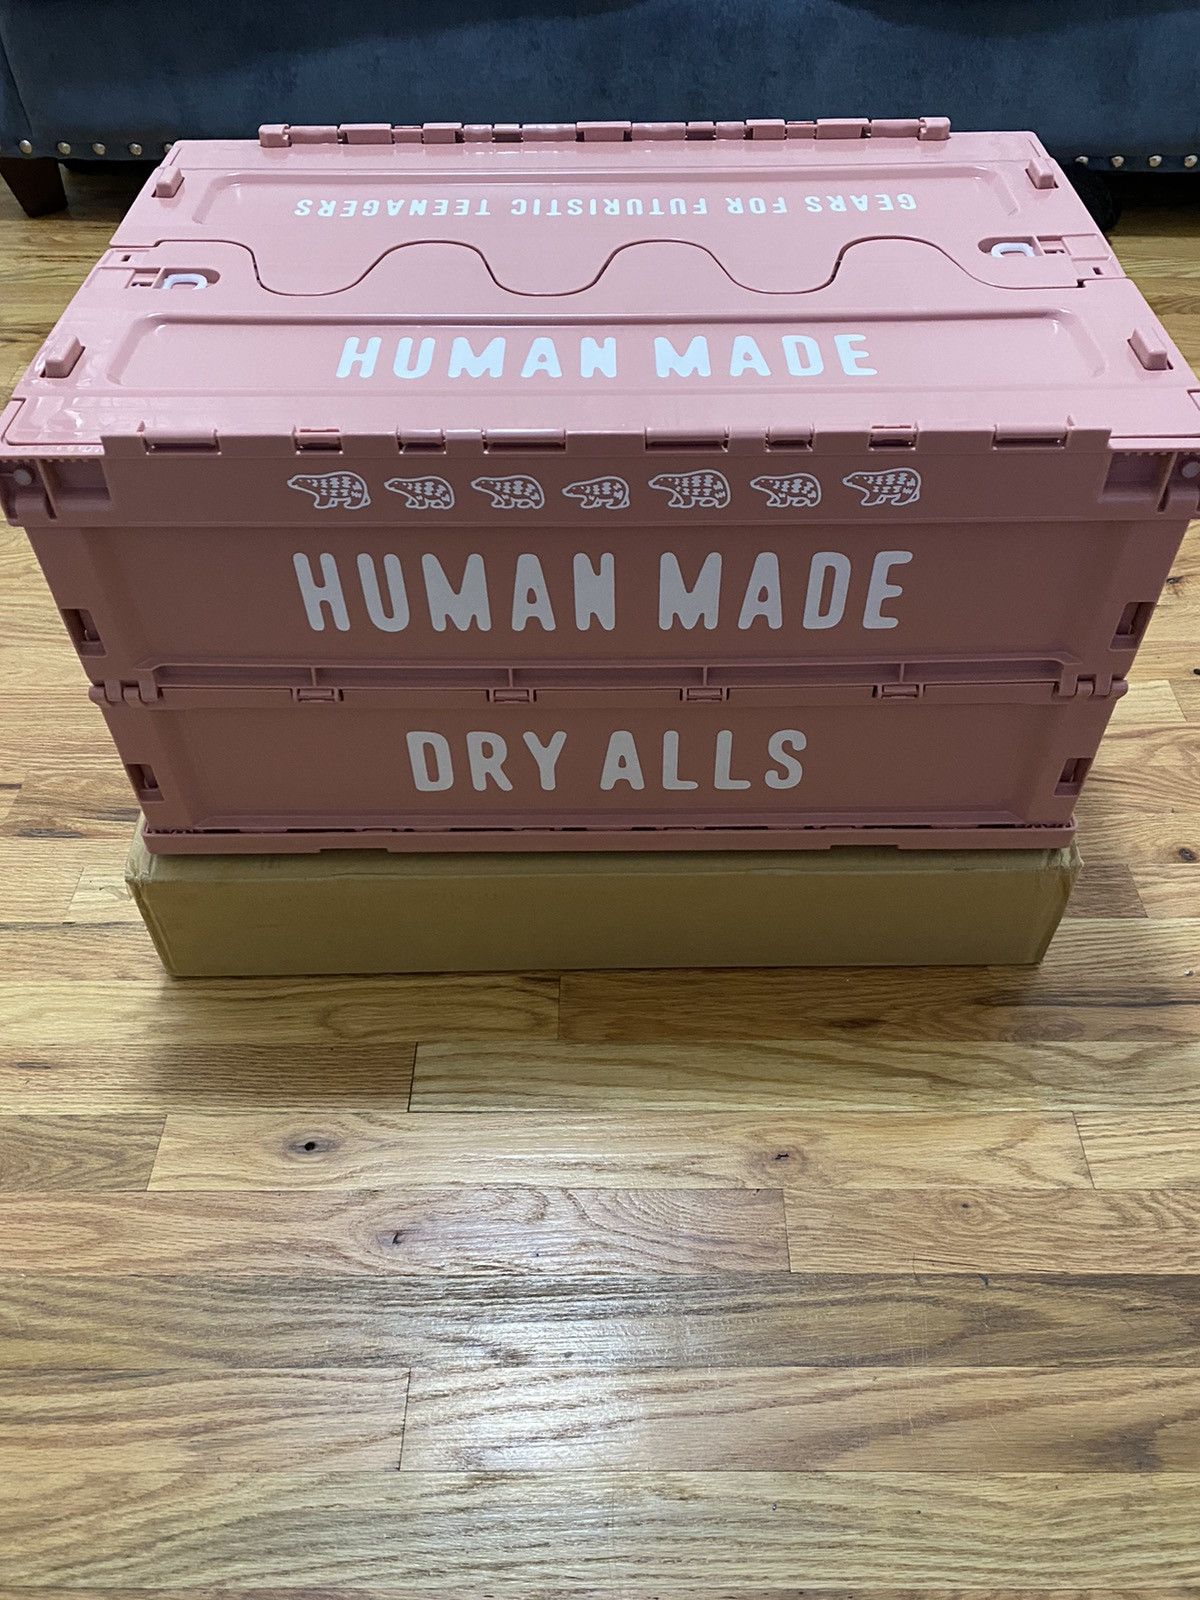 GEARS FOR FUTURISTIC TEENAGERS
HUMAN MADE
HUMAN MADE
DRY ALLS